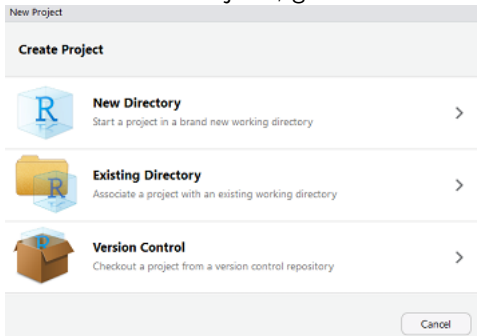 New Project
Create Project
R
New Directory
Start a project in a brand new working directory
R
Existing Directory
Associate a project with an existing working directory
R
Version Control
Checkout a project from a version control repository
Cancel